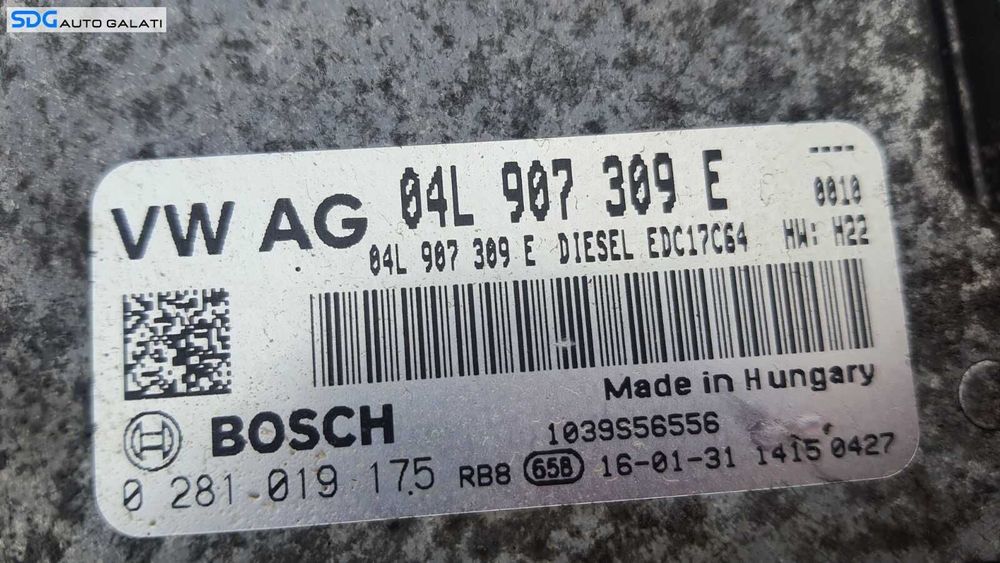 SDG AUTO GALATI
----
VW AG 04L 907 309 E 0010
04L 907 309 E DIESEL EDC17C64 HW: H22
Made in Hungary
BOSCH 1039S56556
0 281 019 175 RB8 658 16-01-31 1415 0427